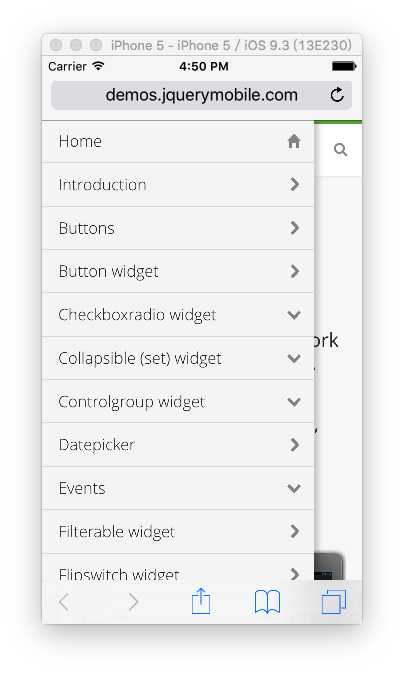 iPhone 5 - iPhone 5 / iOS 9.3 (13E230)
Carrier 4:50 PM
demos.jquerymobile.com
Home
Introduction
Buttons
Button widget
Checkboxradio widget
Collapsible (set) widget
Controlgroup widget
Datepicker
Events
Filterable widget
Flipswitch widget